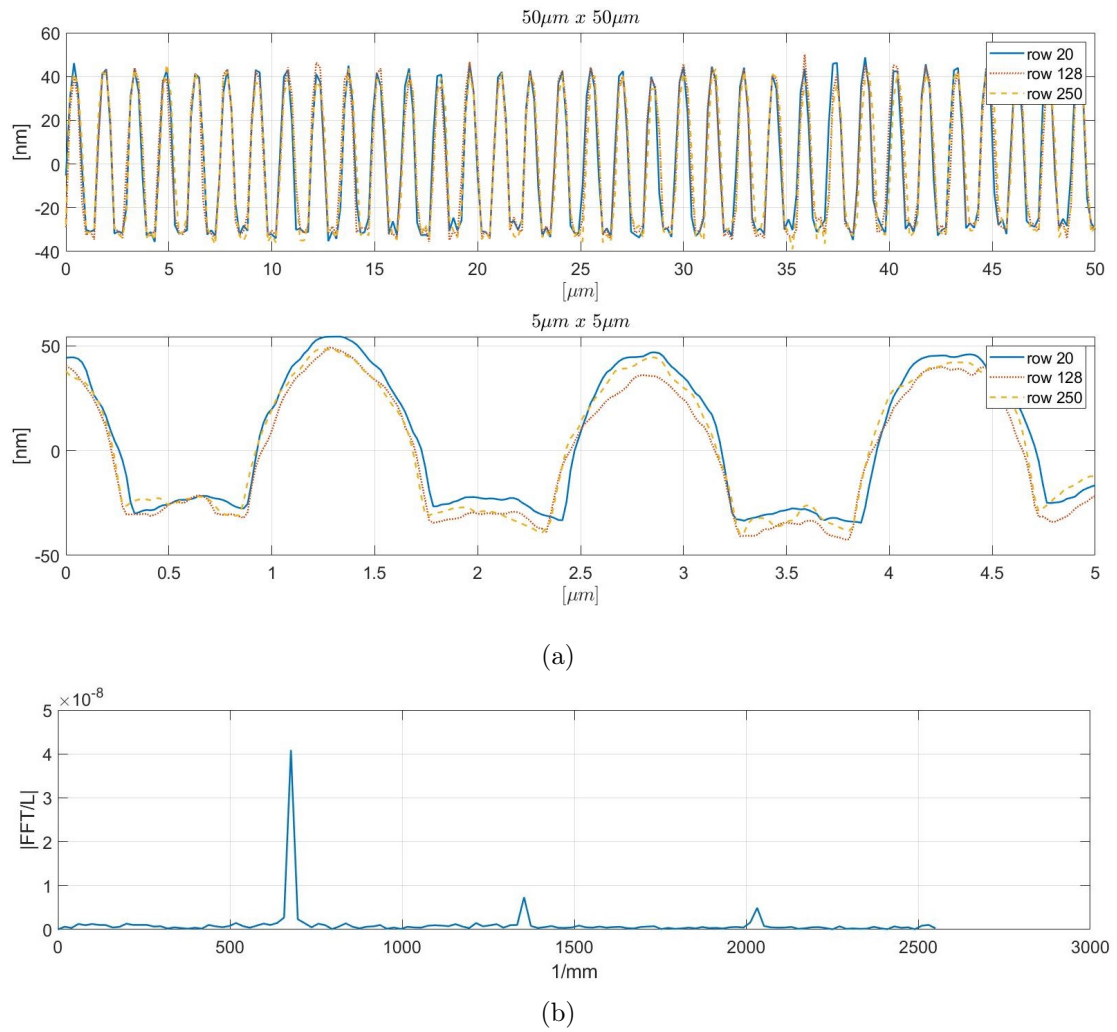 50μm x 50μm
60
40
20
0
-20
-40
[nm]
row 20
row 128
row 250
0 5 10 15 20 25 30 35 40 45 50
[μm]
5μm x 5μm
50
0
-50
[nm]
row 20
row 128
row 250
0 0.5 1 1.5 2 2.5 3 3.5 4 4.5 5
[μm]
(a)
×10⁻⁸
5
4
3
2
1
0
|FFT/L|
0 500 1000 1500 2000 2500 3000
1/mm
(b)